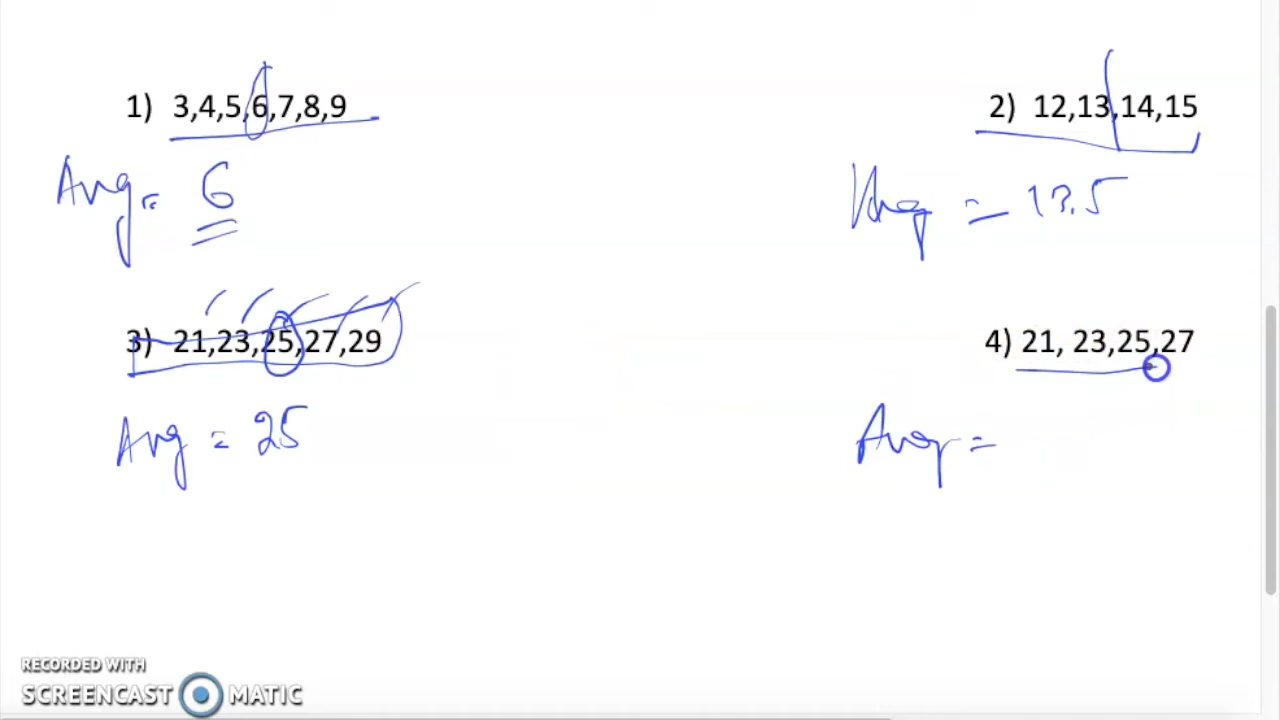 1) 3,4,5,6,7,8,9
2) 12,13,14,15
Avg = 6
Avg = 13.5
3) 21,23,25,27,29
4) 21, 23,25,27
Avg = 25
Avg =
RECORDED WITH
SCREENCAST MATIC